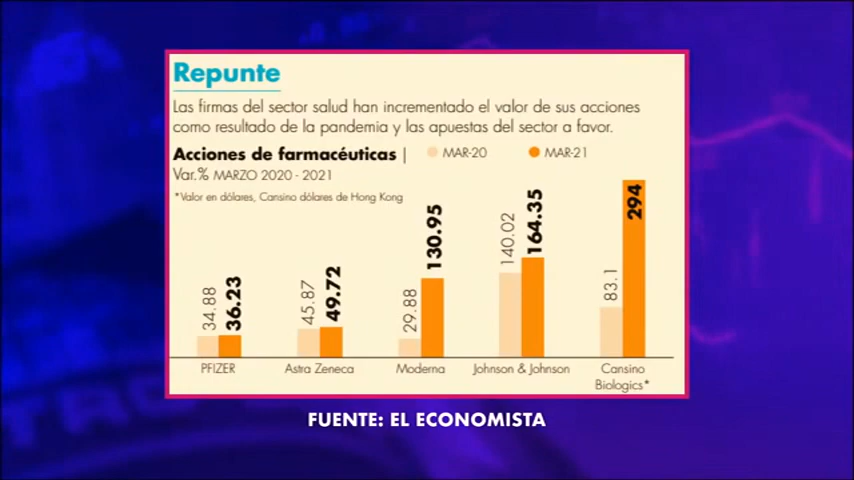 Repunte
Las firmas del sector salud han incrementado el valor de sus acciones
como resultado de la pandemia y las apuestas del sector a favor.
Acciones de farmacéuticas | MAR-20 MAR-21
Var.% MARZO 2020 - 2021
*Valor en dólares, Cansino dólares de Hong Kong
34.88 36.23 45.87 49.72 29.88 130.95 140.02 164.35 83.1 294
PFIZER Astra Zeneca Moderna Johnson & Johnson Cansino
Biologics*
FUENTE: EL ECONOMISTA